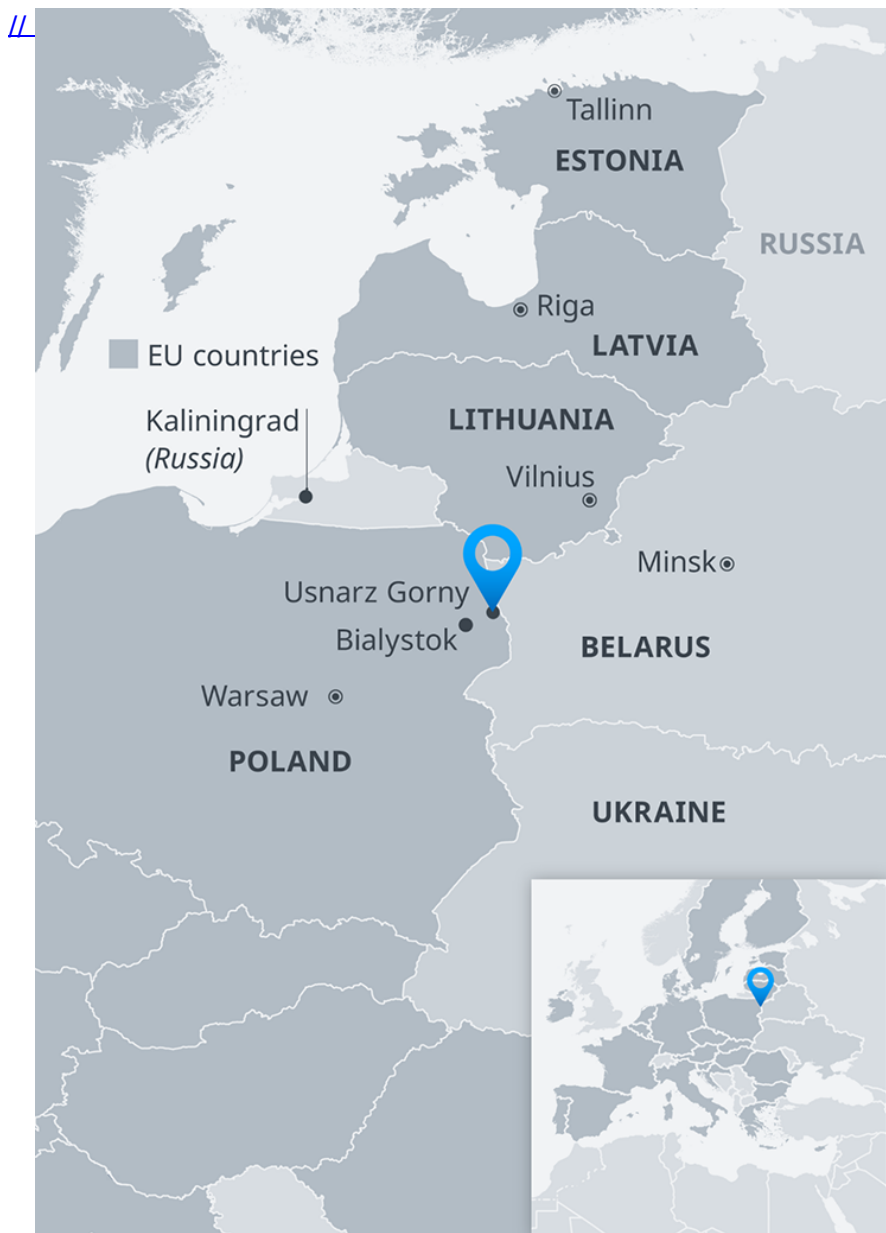 //
Tallinn
ESTONIA
RUSSIA
Riga
LATVIA
EU countries
Kaliningrad
(Russia)
LITHUANIA
Vilnius
Minsk
Usnarz Gorny
Bialystok
BELARUS
Warsaw
POLAND
UKRAINE